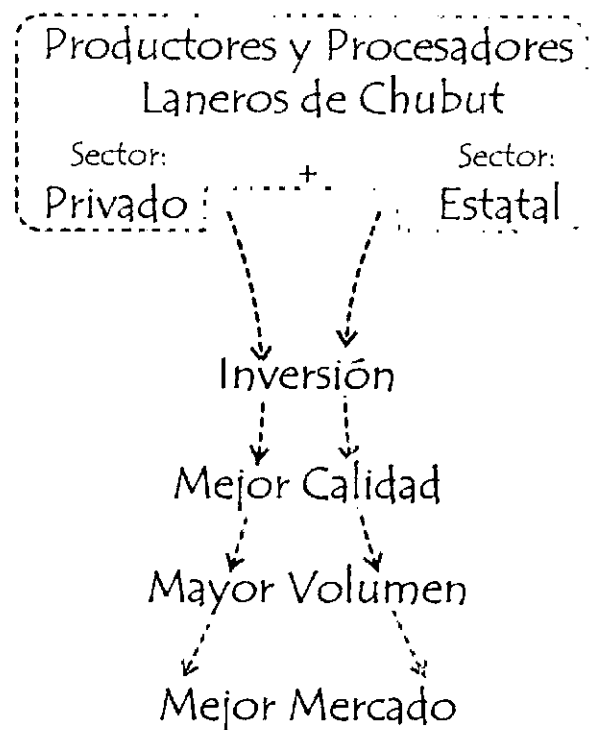 Productores y Procesadores
Laneros de Chubut
Sector: Sector:
+
Privado Estatal
Inversión
Mejor Calidad
Mayor Volumen
Mejor Mercado